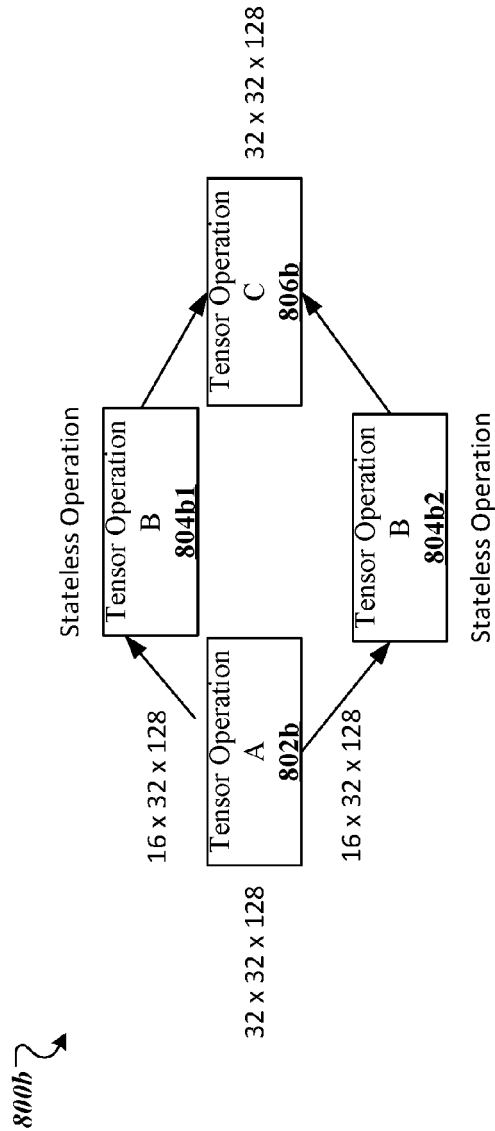 800b
32 x 32 x 128
Tensor Operation
A
802b
16 x 32 x 128
16 x 32 x 128
Stateless Operation
Tensor Operation
B
804b1
Tensor Operation
B
804b2
Stateless Operation
Tensor Operation
C
806b
32 x 32 x 128